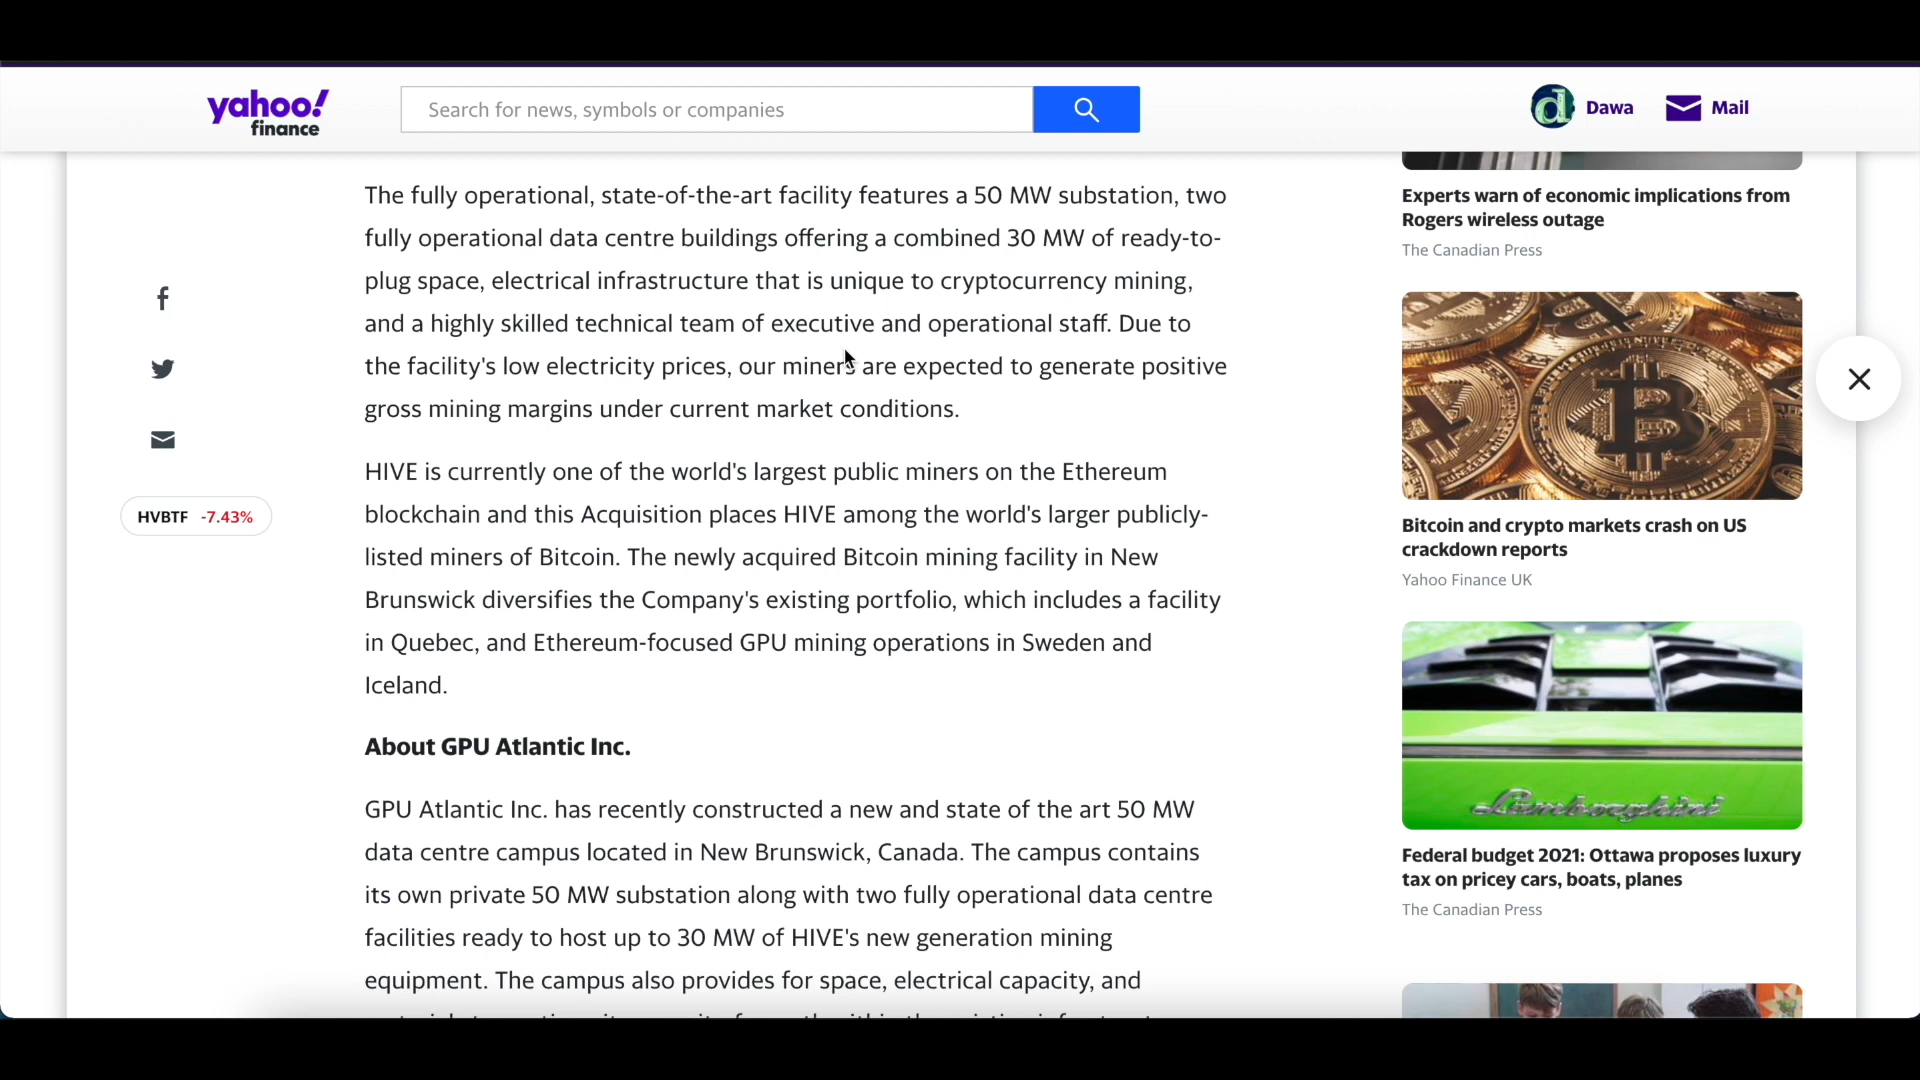 yahoo!
finance
Search for news, symbols or companies
Dawa
Mail
The fully operational, state-of-the-art facility features a 50 MW substation, two
fully operational data centre buildings offering a combined 30 MW of ready-to-
plug space, electrical infrastructure that is unique to cryptocurrency mining,
and a highly skilled technical team of executive and operational staff. Due to
the facility's low electricity prices, our miners are expected to generate positive
gross mining margins under current market conditions.
HVBTF -7.43%
HIVE is currently one of the world's largest public miners on the Ethereum
blockchain and this Acquisition places HIVE among the world's larger publicly-
listed miners of Bitcoin. The newly acquired Bitcoin mining facility in New
Brunswick diversifies the Company's existing portfolio, which includes a facility
in Quebec, and Ethereum-focused GPU mining operations in Sweden and
Iceland.
About GPU Atlantic Inc.
GPU Atlantic Inc. has recently constructed a new and state of the art 50 MW
data centre campus located in New Brunswick, Canada. The campus contains
its own private 50 MW substation along with two fully operational data centre
facilities ready to host up to 30 MW of HIVE's new generation mining
equipment. The campus also provides for space, electrical capacity, and
Experts warn of economic implications from
Rogers wireless outage
The Canadian Press
Bitcoin and crypto markets crash on US
crackdown reports
Yahoo Finance UK
Lamborghini
Federal budget 2021: Ottawa proposes luxury
tax on pricey cars, boats, planes
The Canadian Press